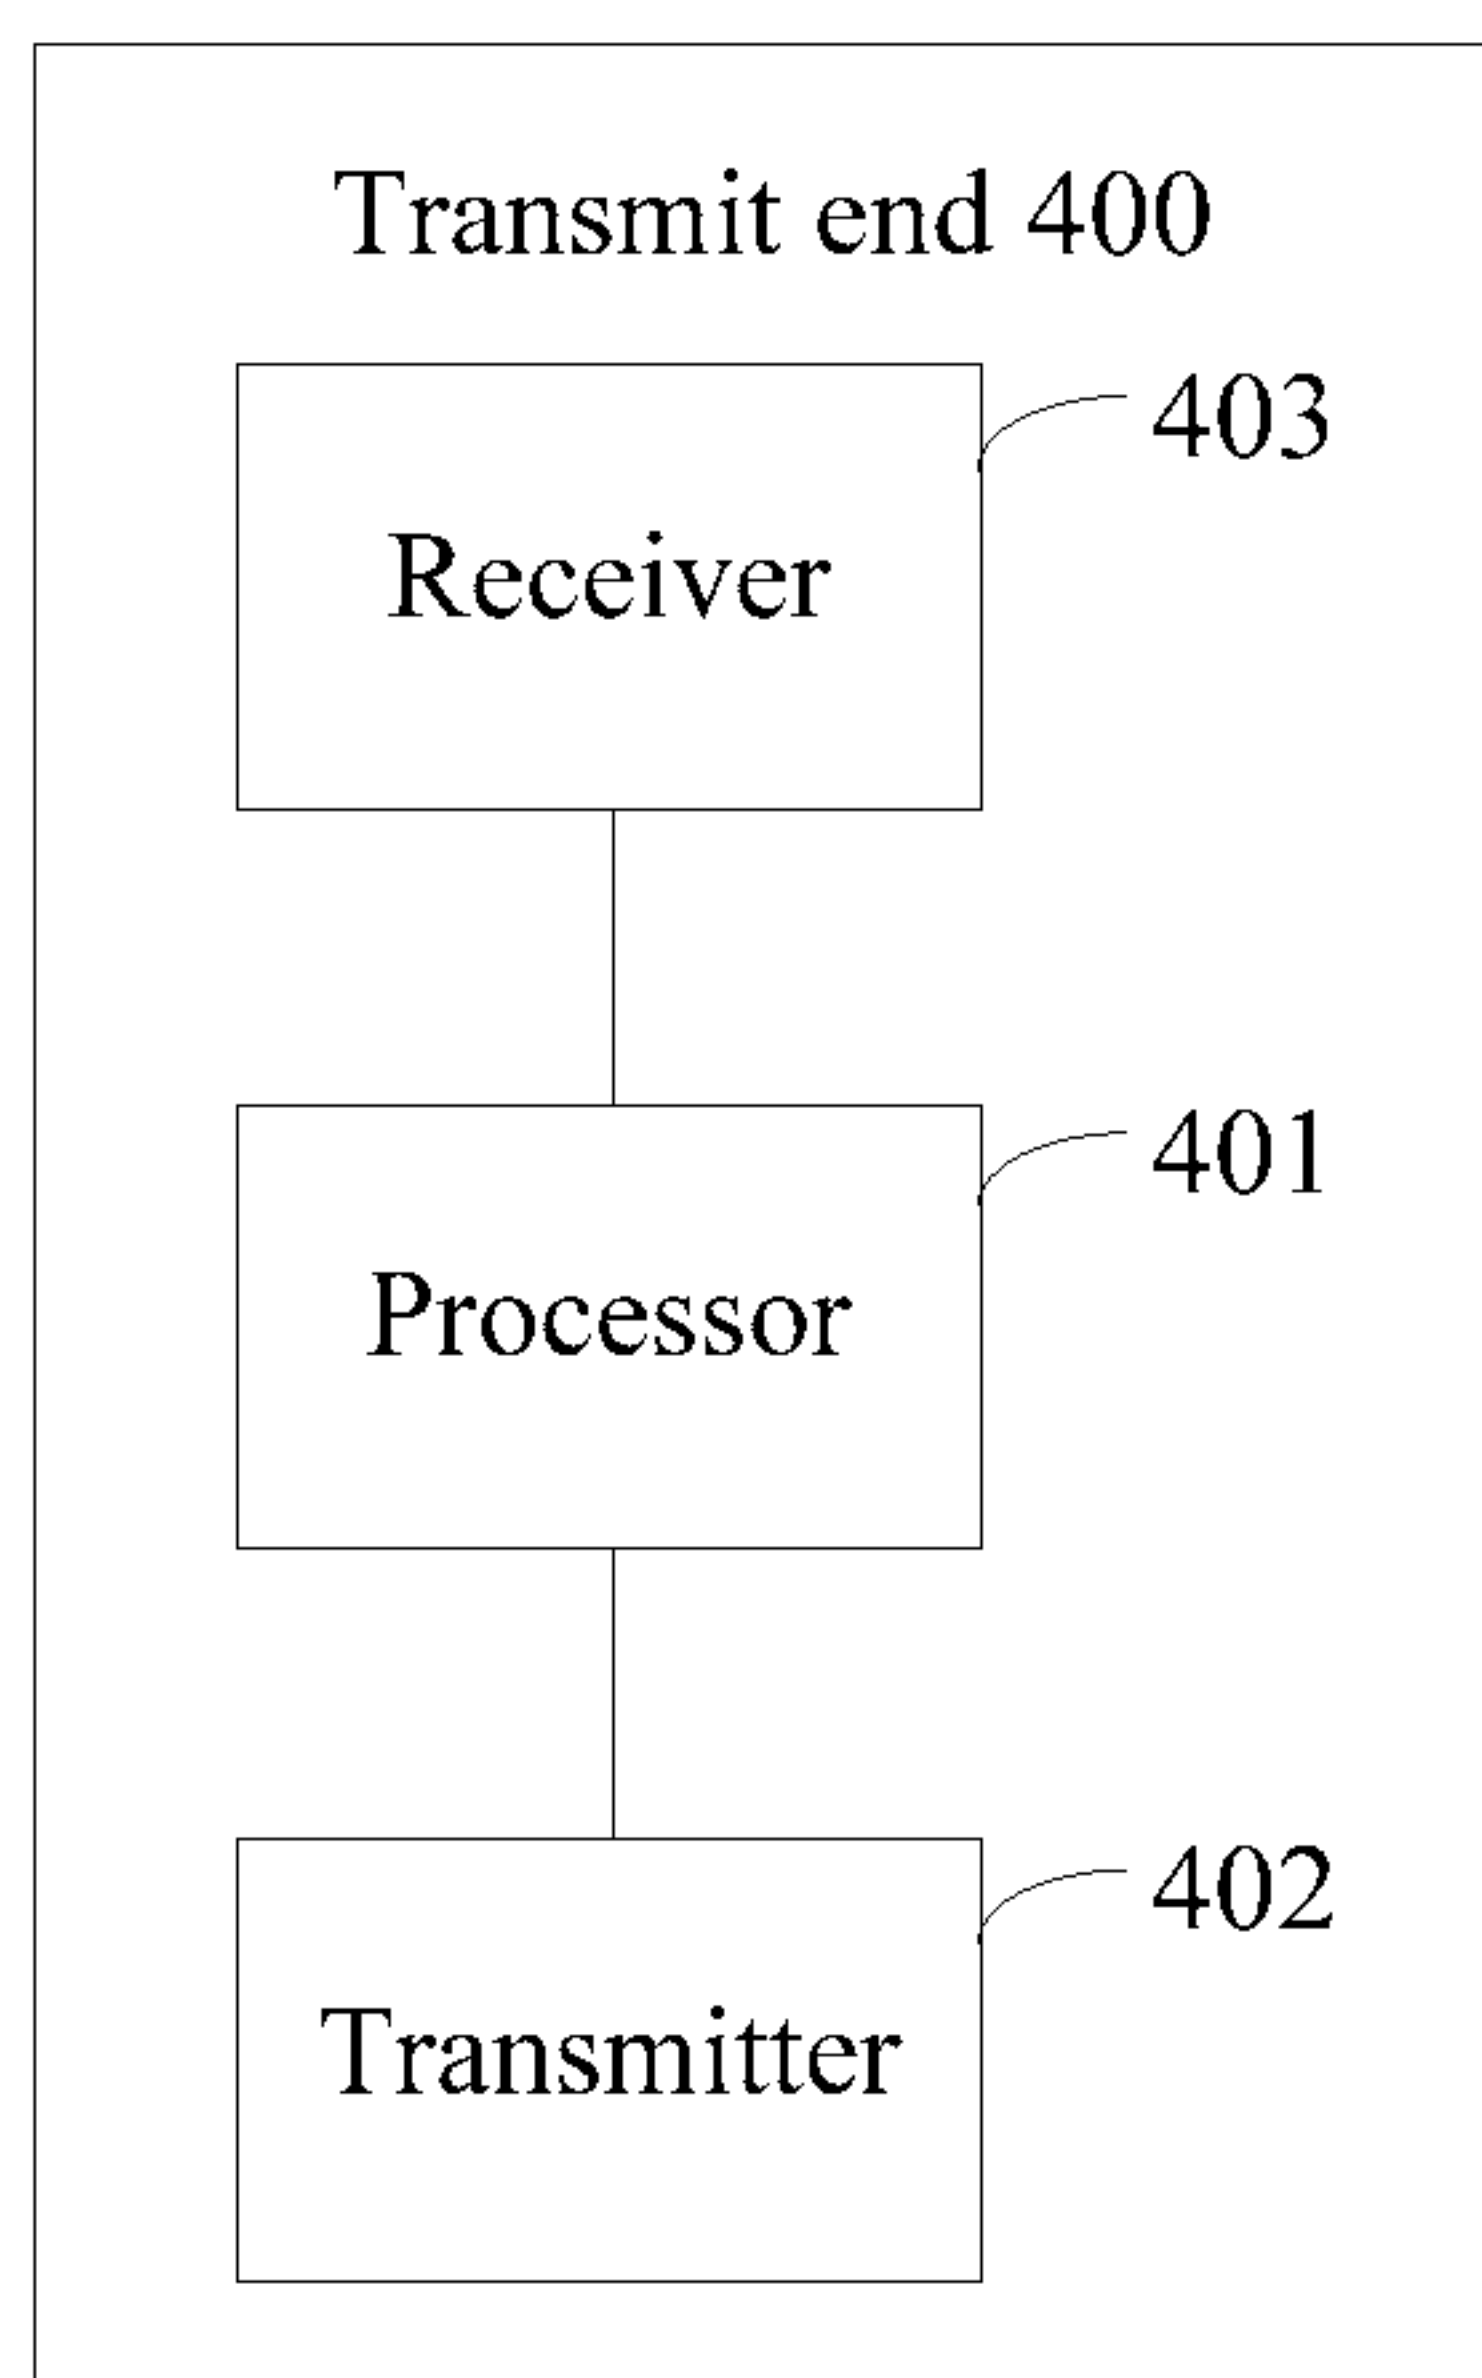 Transmit end 400
403
Receiver
401
Processor
402
Transmitter